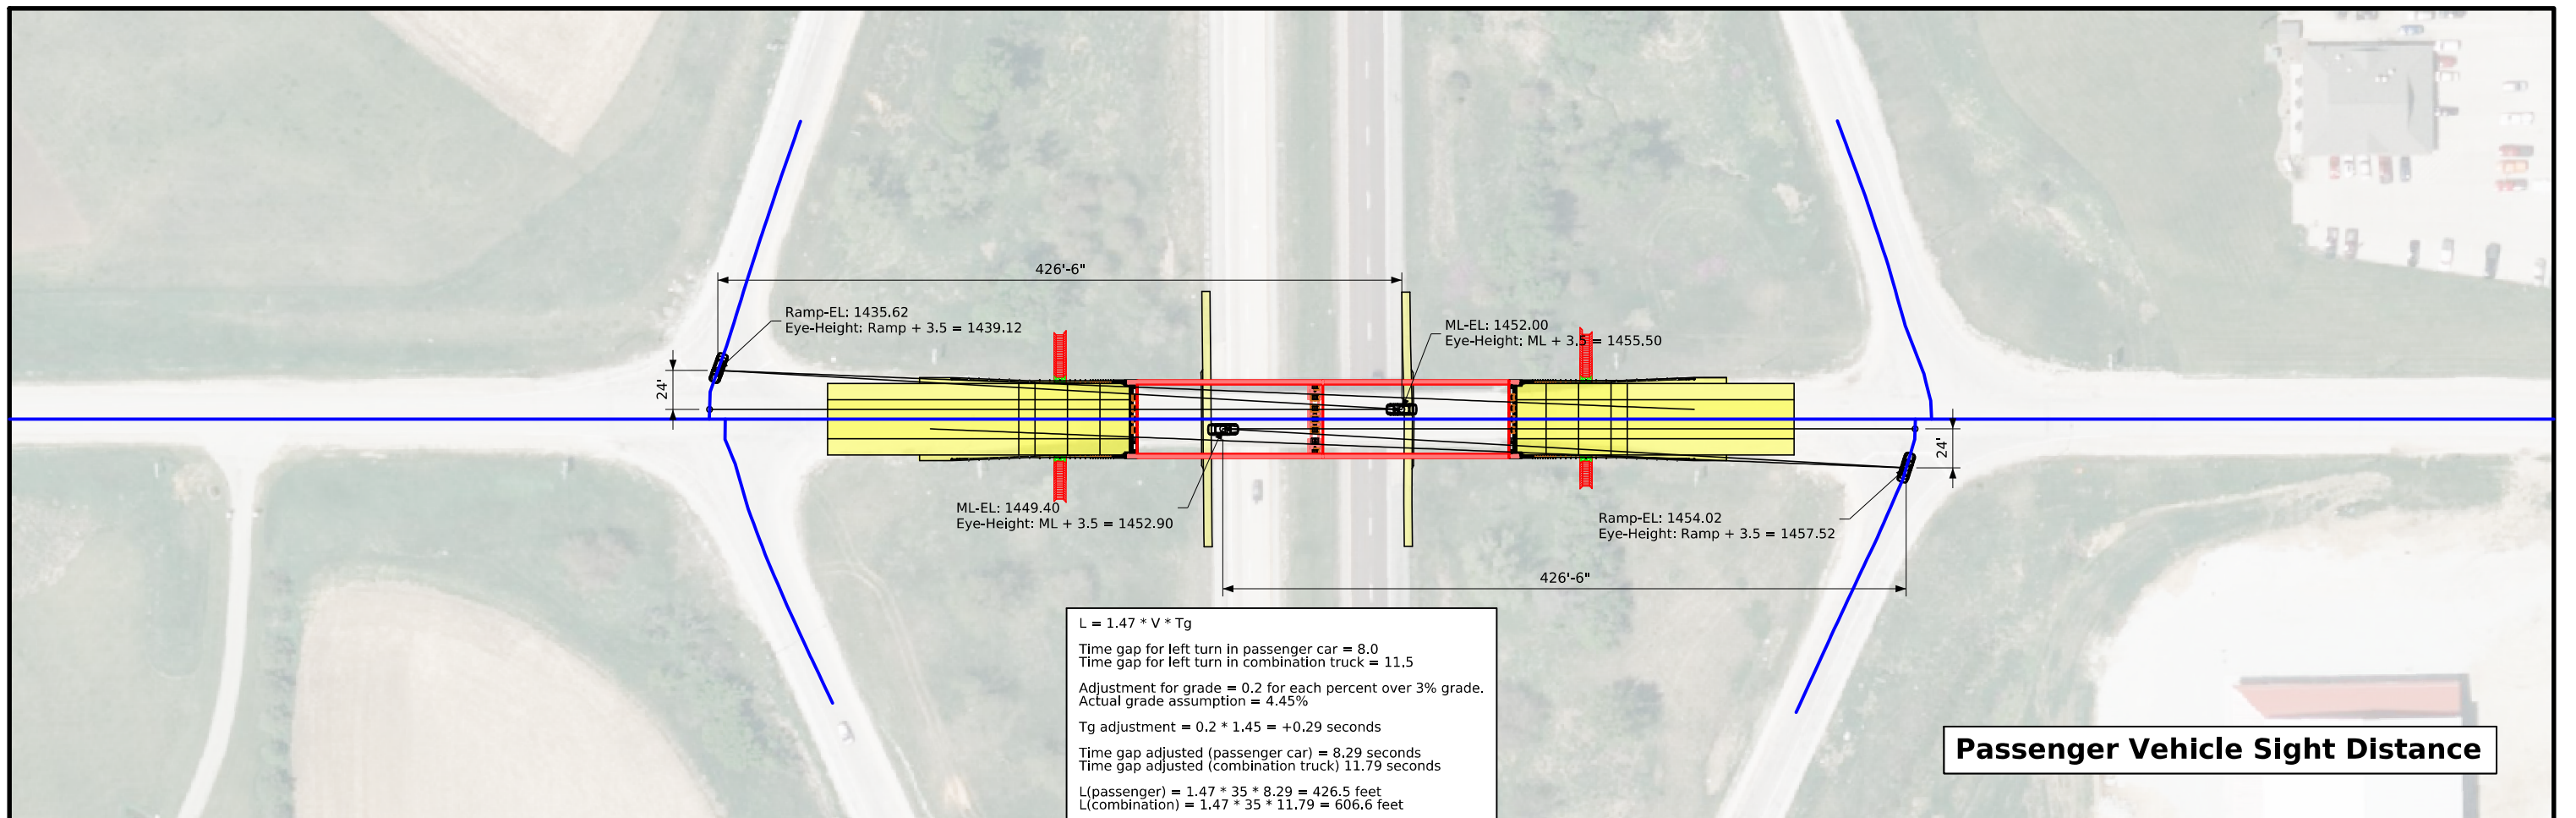 426'-6"
Ramp-EL: 1435.62
Eye-Height: Ramp + 3.5 = 1439.12
ML-EL: 1452.00
Eye-Height: ML + 3.5 = 1455.50
24'
24'
ML-EL: 1449.40
Eye-Height: ML + 3.5 = 1452.90
Ramp-EL: 1454.02
Eye-Height: Ramp + 3.5 = 1457.52
426'-6"
L = 1.47 * V * Tg
Time gap for left turn in passenger car = 8.0
Time gap for left turn in combination truck = 11.5
Adjustment for grade = 0.2 for each percent over 3% grade.
Actual grade assumption = 4.45%
Tg adjustment = 0.2 * 1.45 = +0.29 seconds
Time gap adjusted (passenger car) = 8.29 seconds
Time gap adjusted (combination truck) 11.79 seconds
L(passenger) = 1.47 * 35 * 8.29 = 426.5 feet
L(combination) = 1.47 * 35 * 11.79 = 606.6 feet
Passenger Vehicle Sight Distance